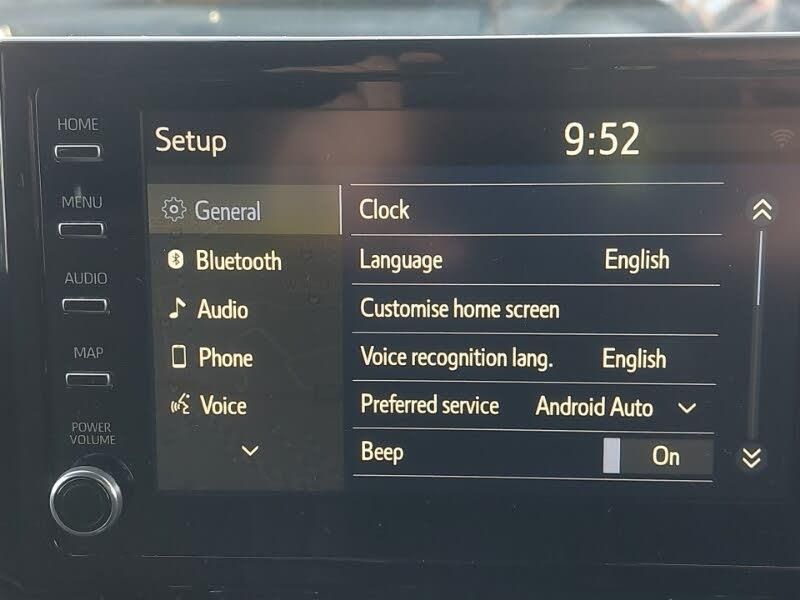 HOME
MENU
AUDIO
MAP
POWER
VOLUME
Setup
9:52
General
Bluetooth
Audio
Phone
Voice
Clock
Language English
Customise home screen
Voice recognition lang. English
Preferred service Android Auto
Beep On